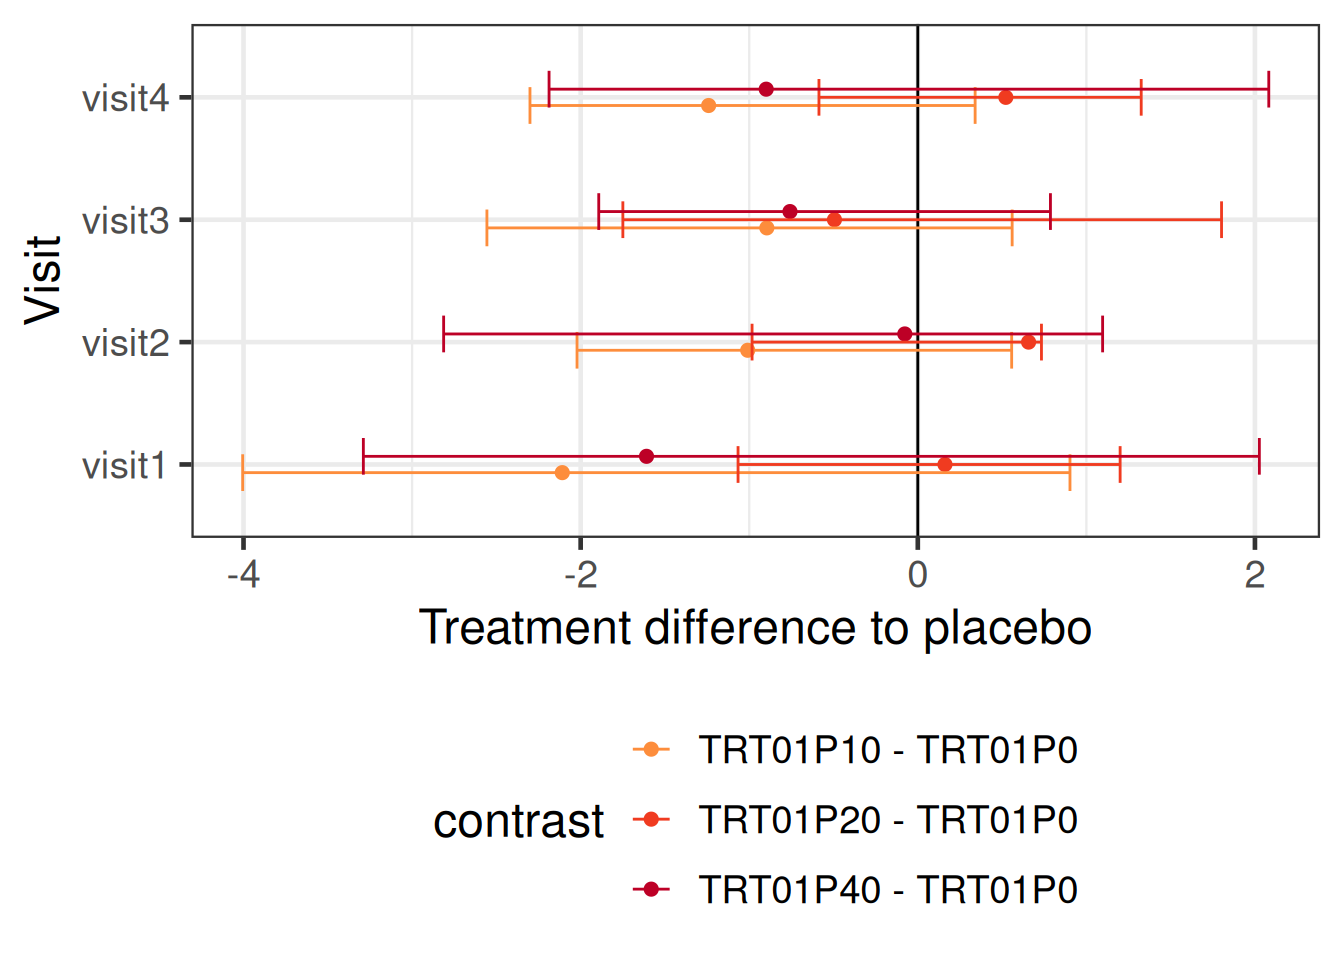 Visit
visit4
visit3
visit2
visit1
-4 -2 0 2
Treatment difference to placebo
contrast
TRT01P10 - TRT01P0
TRT01P20 - TRT01P0
TRT01P40 - TRT01P0